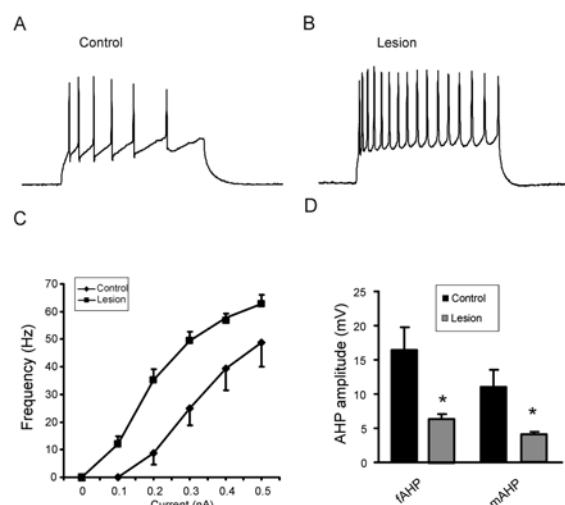 A
Control
B
Lesion
C
Control
Lesion
Frequency (Hz)
70
60
50
40
30
20
10
0
0 0.1 0.2 0.3 0.4 0.5
Current (nA)
D
Control
Lesion
AHP amplitude (mV)
25
20
15
10
5
0
*
*
fAHP
mAHP